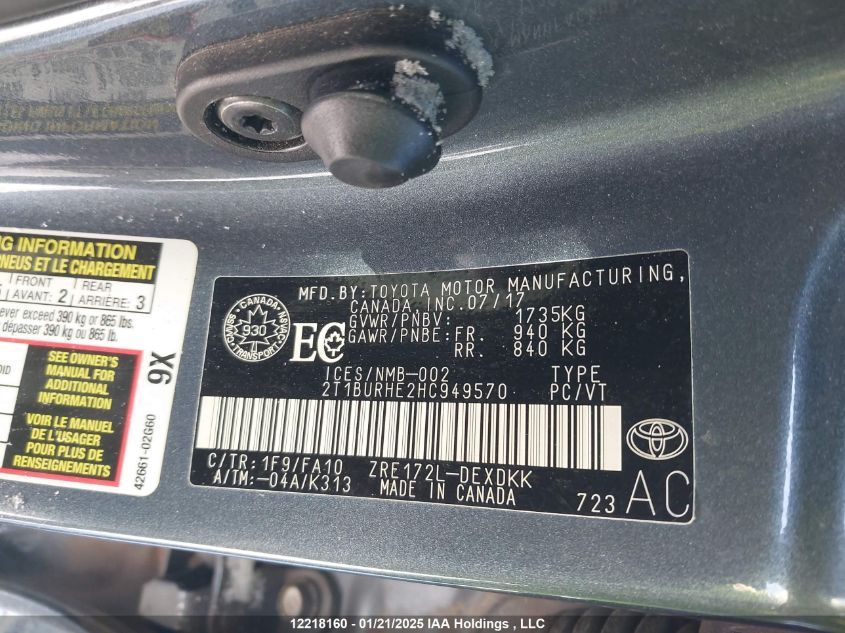 NG INFORMATION
PNEUS ET LE CHARGEMENT
FRONT
AVANT: 2
REAR
ARRIÈRE: 3
ever exceed 390 kg or 865 lbs.
dépasser 390 kg ou 865 lb.
SEE OWNER'S
MANUAL FOR
ADDITIONAL
INFORMATION
VOIR LE MANUEL
DE L'USAGER
POUR PLUS DE
RENSEIGNEMENTS
9X
42661-02G60
MFD.BY:TOYOTA MOTOR MANUFACTURING,
CANADA,INC.07/17
GVWR/PNBV: 1735KG
GAWR/PNBE:FR. 940 KG
RR. 840 KG
CANADA
930
TRANSPORT
EC
ICES/NMB-002 TYPE
2T1BURHE2HC949570 PC/VT
C/TR:1F9/FA10 ZRE172L-DEXDKK
A/TM:-04A/K313 MADE IN CANADA
723 AC
12218160 - 01/21/2025 IAA Holdings , LLC